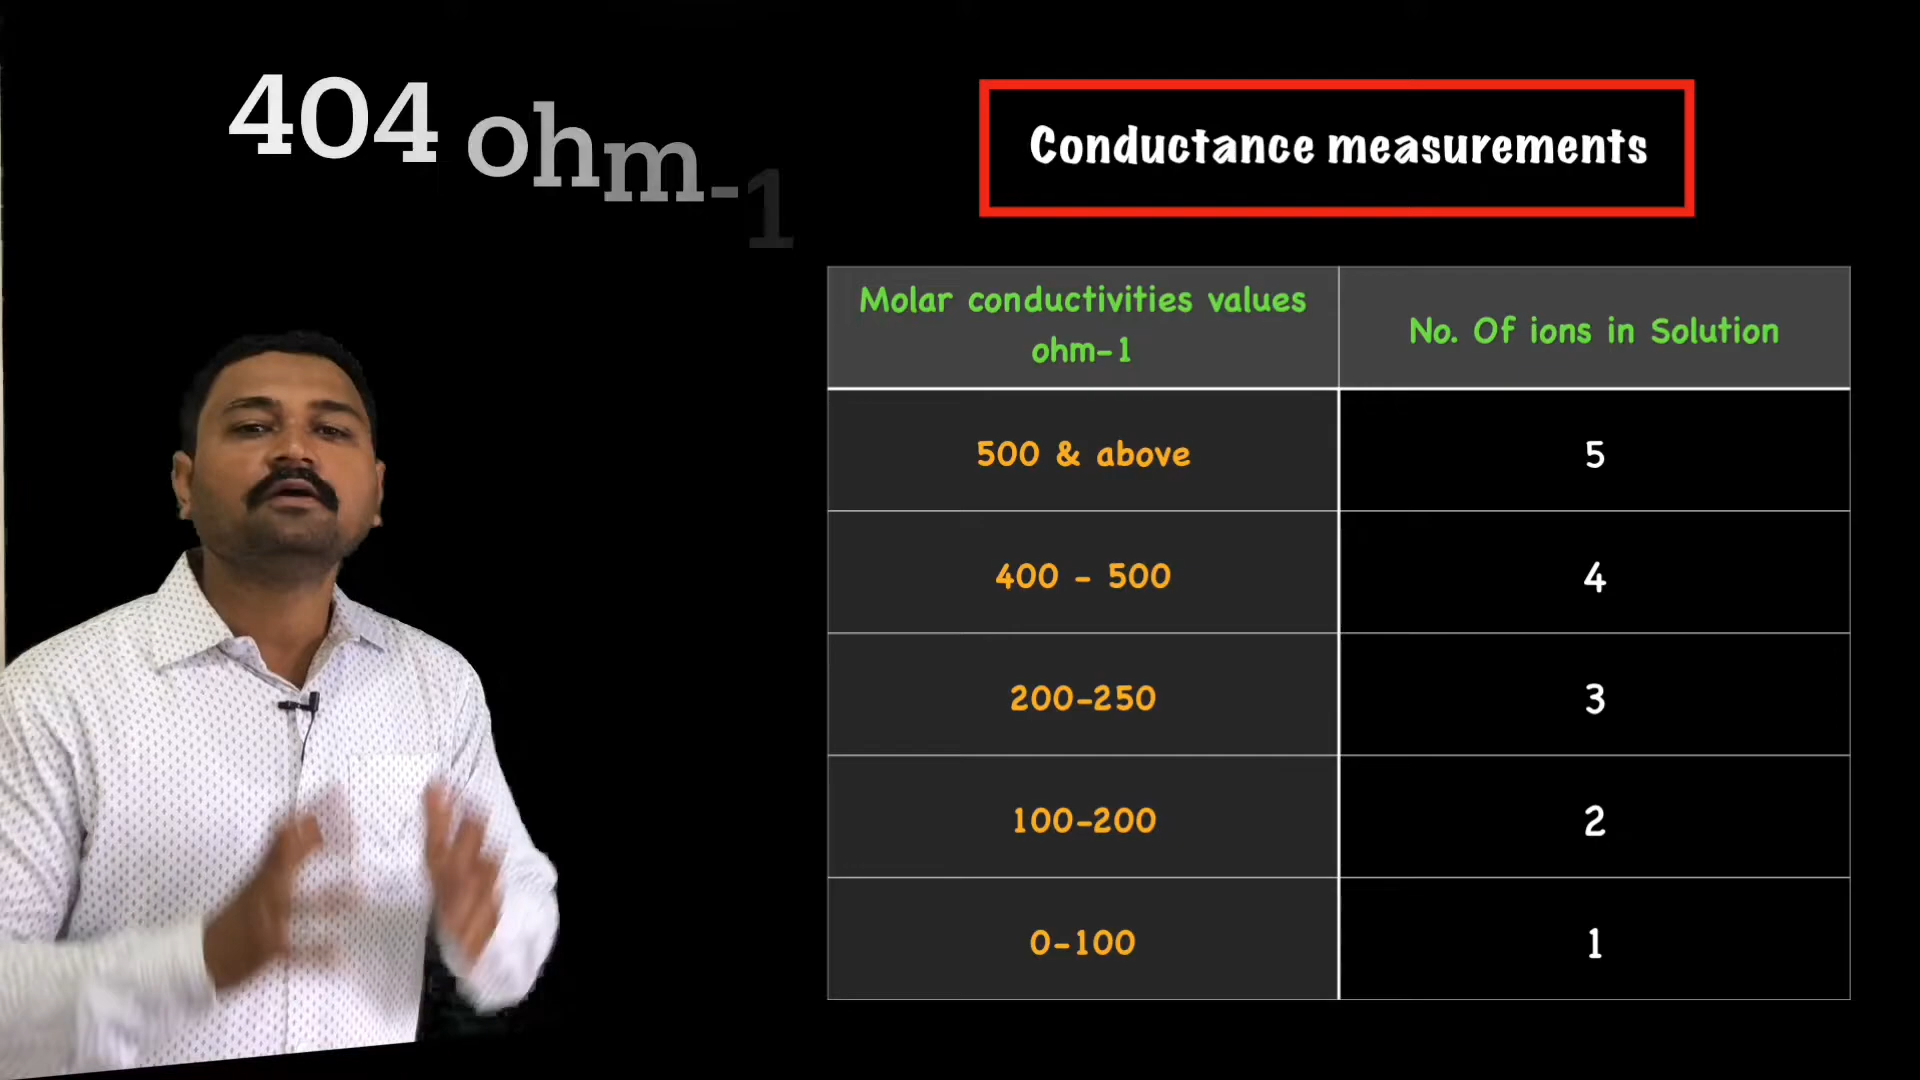 404 ohm-1
Conductance measurements
Molar conductivities values
ohm-1
No. Of ions in Solution
500 & above
5
400 - 500
4
200-250
3
100-200
2
0-100
1